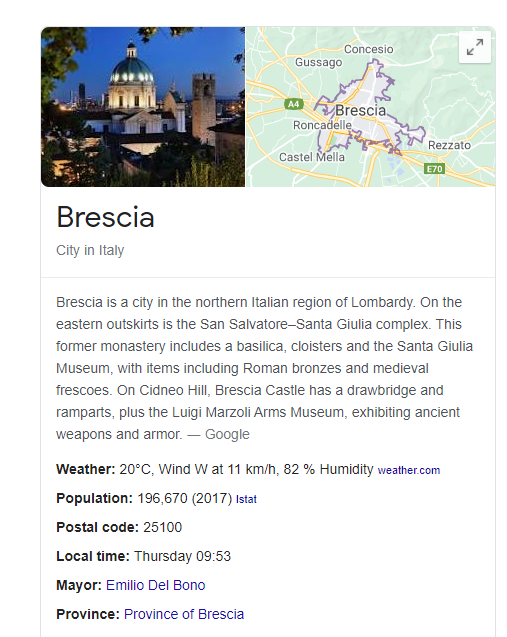 Concesio
Gussago
A4
Brescia
Roncadelle
Rezzato
Castel Mella
E70
Brescia
City in Italy
Brescia is a city in the northern Italian region of Lombardy. On the
eastern outskirts is the San Salvatore–Santa Giulia complex. This
former monastery includes a basilica, cloisters and the Santa Giulia
Museum, with items including Roman bronzes and medieval
frescoes. On Cidneo Hill, Brescia Castle has a drawbridge and
ramparts, plus the Luigi Marzoli Arms Museum, exhibiting ancient
weapons and armor. — Google
Weather: 20°C, Wind W at 11 km/h, 82 % Humidity weather.com
Population: 196,670 (2017) Istat
Postal code: 25100
Local time: Thursday 09:53
Mayor: Emilio Del Bono
Province: Province of Brescia